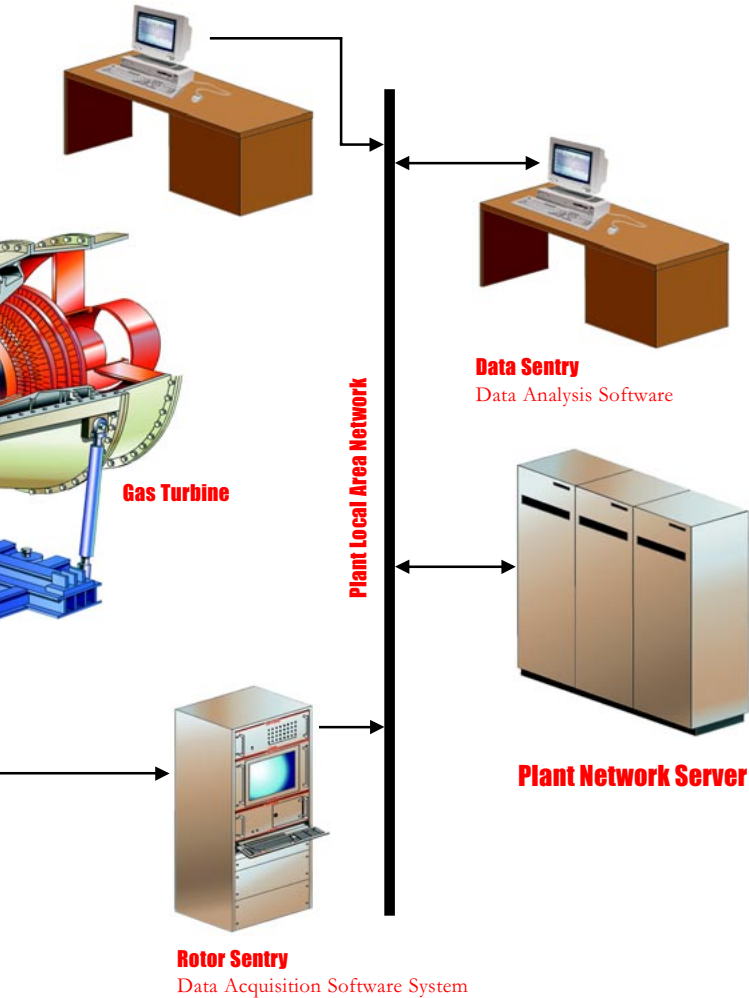 Data Sentry
Data Analysis Software
Plant Local Area Network
Gas Turbine
Plant Network Server
Rotor Sentry
Data Acquisition Software System